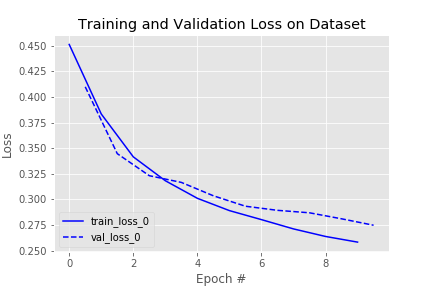 Training and Validation Loss on Dataset
0.450
0.425
0.400
0.375
0.350
0.325
0.300
0.275
0.250
Loss
train_loss_0
val_loss_0
0 2 4 6 8
Epoch #